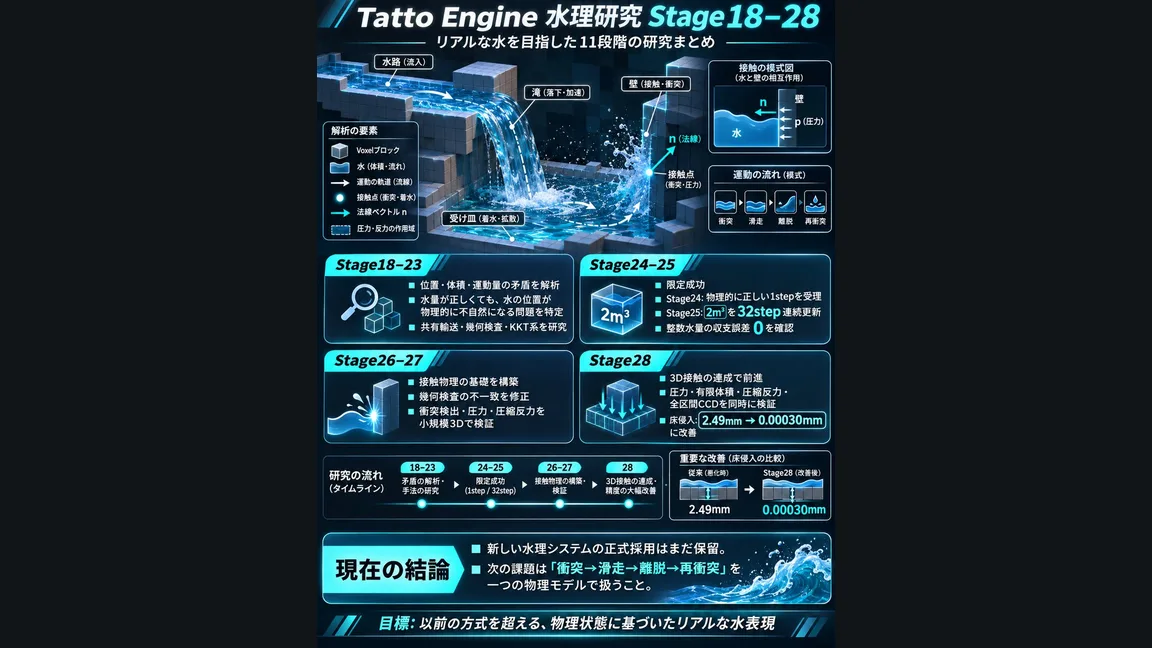 Tatto Engine 水理研究 Stage18-28
リアルな水を目指した11段階の研究まとめ
水路(流入)
滝(落下・加速)
壁(接触・衝突)
n(法線)
接触点
(衝突・圧力)
受け皿(着水・拡散)
解析の要素
Voxelブロック
水(体積・流れ)
運動の軌道(流線)
接触点(衝突・着水)
法線ベクトル n
圧力・反力の作用域
接触の模式図
(水と壁の相互作用)
n
壁
p(圧力)
水
運動の流れ(模式)
衝突
滑走
離脱
再衝突
Stage18-23
位置・体積・運動量の矛盾を解析
水量が正しくても、水の位置が
物理的に不自然になる問題を特定
共有輸送・幾何検査・KKT系を研究
Stage24-25
2m³
限定成功
Stage24: 物理的に正しい1stepを受理
Stage25: 2m³を32step連続更新
整数水量の収支誤差0を確認
Stage26-27
接触物理の基礎を構築
幾何検査の不一致を修正
衝突検出・圧力・圧縮反力を
小規模3Dで検証
Stage28
3D接触の連成で前進
圧力・有限体積・圧縮反力・
全区間CCDを同時に検証
床侵入: 2.49mm → 0.00030mm
に改善
研究の流れ
(タイムライン)
18-23
矛盾の解析・
手法の研究
24-25
限定成功
(1step / 32step)
26-27
接触物理の構築・
検証
28
3D接触の連成・
精度の大幅改善
重要な改善(床侵入の比較)
従来(悪化時)
2.49mm
Stage28(改善後)
0.00030mm
現在の結論
新しい水理システムの正式採用はまだ保留。
次の課題は「衝突→滑走→離脱→再衝突」を
一つの物理モデルで扱うこと。
目標: 以前の方式を超える、物理状態に基づいたリアルな水表現